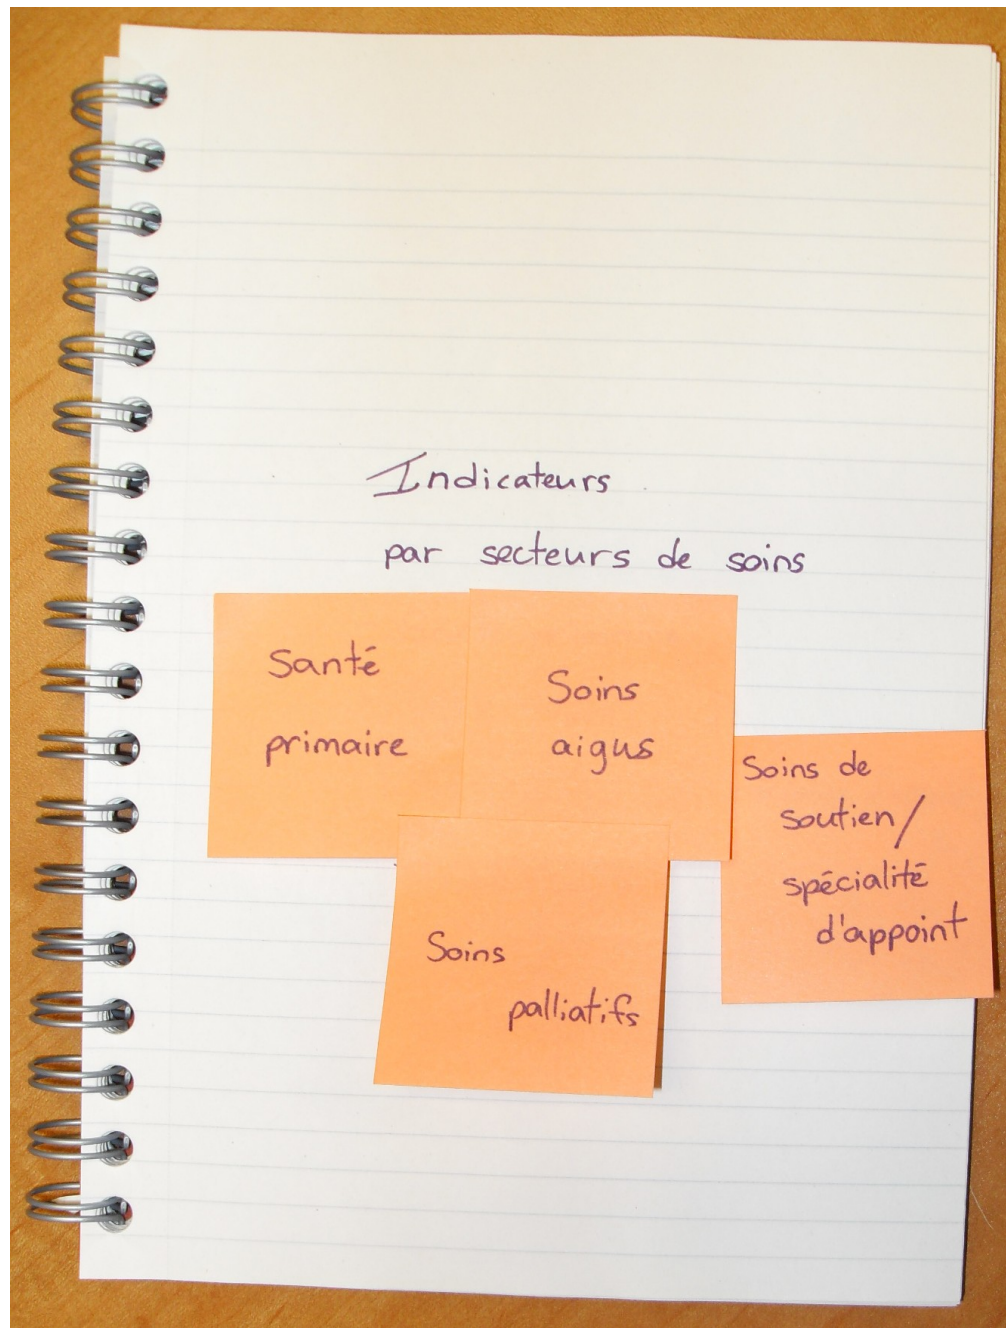 Indicateurs
par secteurs de soins
Santé
primaire
Soins
aigus
Soins de
soutien/
spécialité
d'appoint
Soins
palliatifs